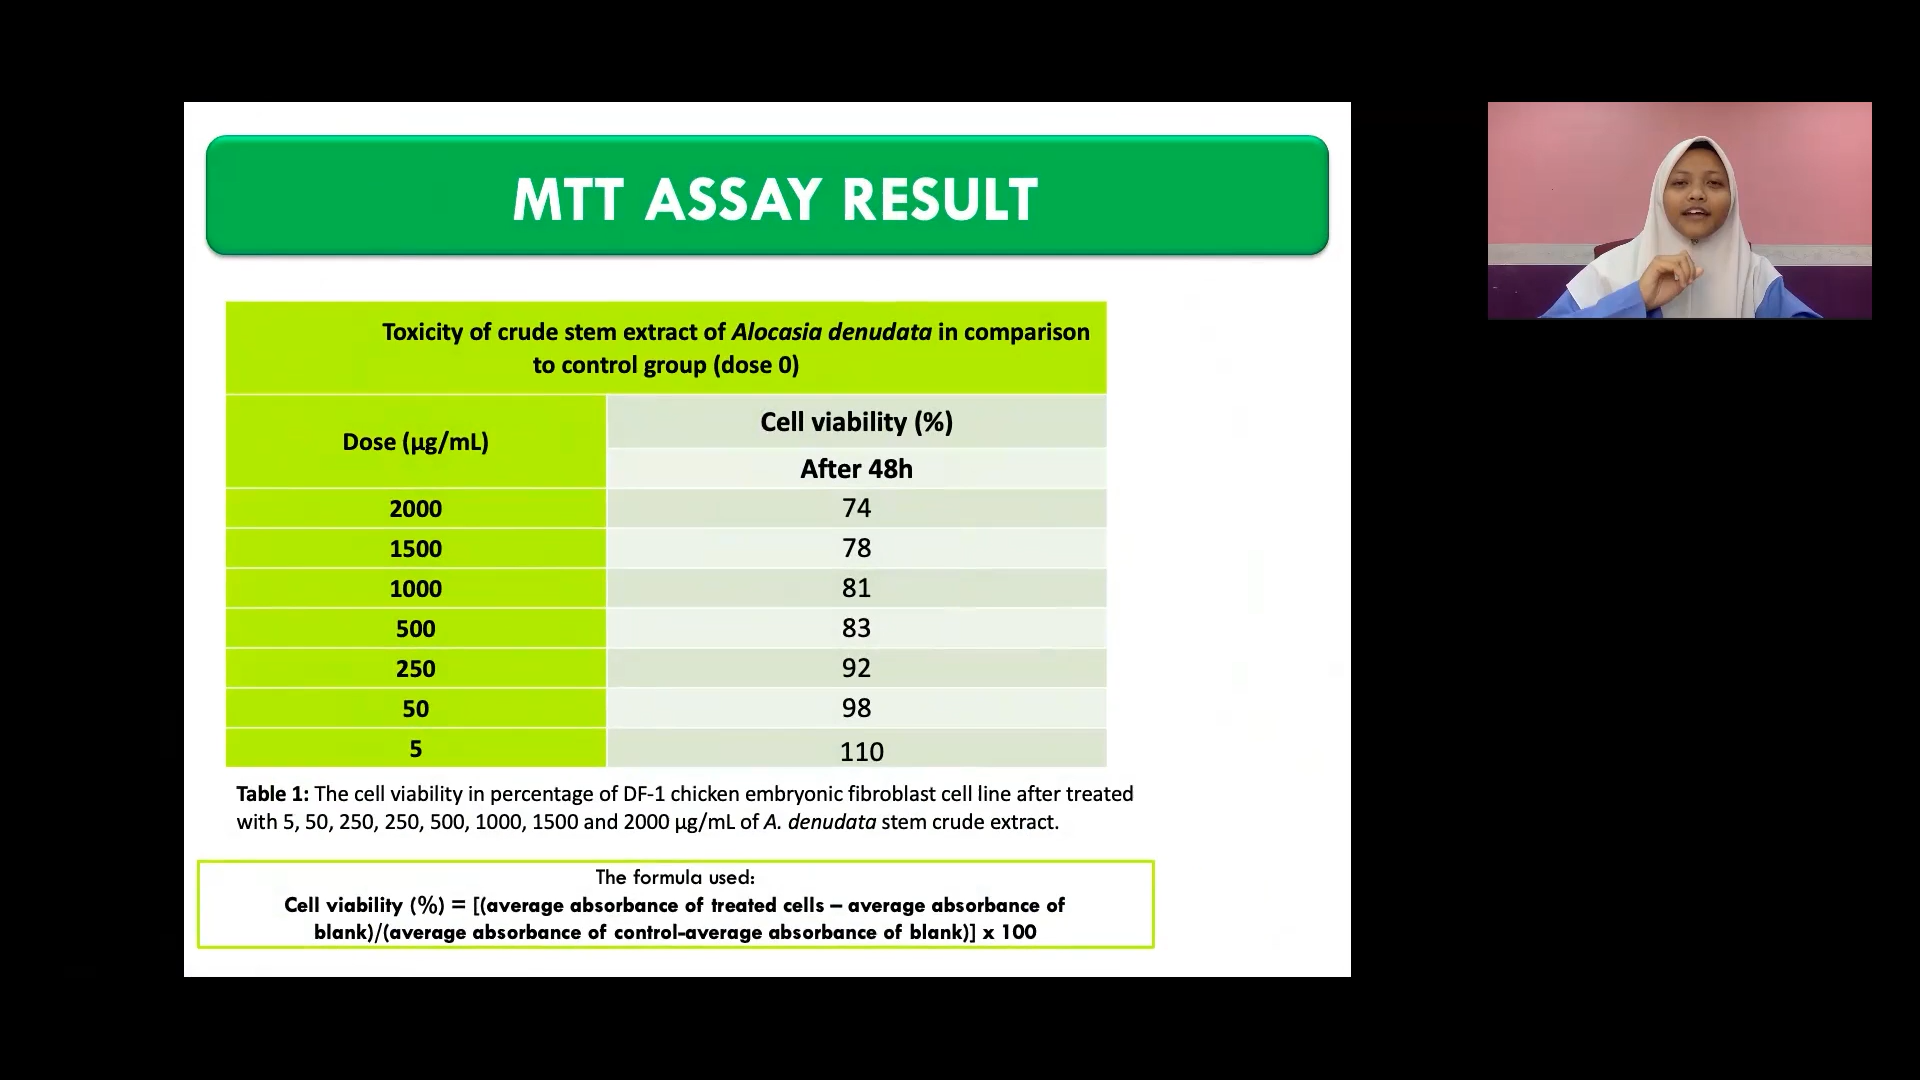 MTT ASSAY RESULT
Toxicity of crude stem extract of Alocasia denudata in comparison
to control group (dose 0)
Dose (µg/mL)
Cell viability (%)
After 48h
2000 74
1500 78
1000 81
500 83
250 92
50 98
5 110
Table 1: The cell viability in percentage of DF-1 chicken embryonic fibroblast cell line after treated
with 5, 50, 250, 250, 500, 1000, 1500 and 2000 µg/mL of A. denudata stem crude extract.
The formula used:
Cell viability (%) = [(average absorbance of treated cells – average absorbance of
blank)/(average absorbance of control-average absorbance of blank)] x 100